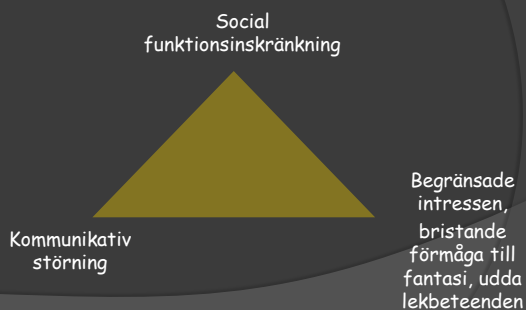 Social
funktionsinskränkning
Kommunikativ
störning
Begränsade
intressen,
bristande
förmåga till
fantasi, udda
lekbeteenden